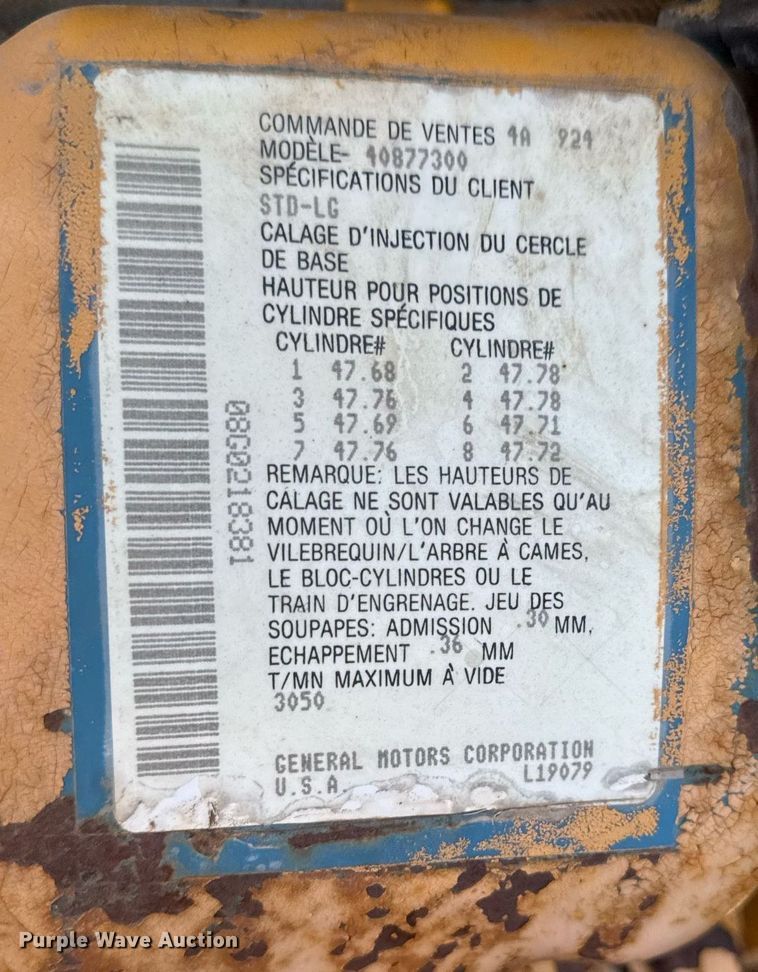 COMMANDE DE VENTES 4A 924
MODÈLE- 40877300
SPÉCIFICATIONS DU CLIENT
STD-LG
CALAGE D'INJECTION DU CERCLE
DE BASE
HAUTEUR POUR POSITIONS DE
CYLINDRE SPÉCIFIQUES
CYLINDRE# CYLINDRE#
1 47.68 2 47.78
3 47.76 4 47.78
5 47.69 6 47.71
7 47.76 8 47.72
REMARQUE: LES HAUTEURS DE
CALAGE NE SONT VALABLES QU'AU
MOMENT OÙ L'ON CHANGE LE
VILEBREQUIN/L'ARBRE À CAMES,
LE BLOC-CYLINDRES OU LE
TRAIN D'ENGRENAGE. JEU DES
SOUPAPES: ADMISSION .30 MM,
ECHAPPEMENT .36 MM
T/MN MAXIMUM À VIDE
3050
GENERAL MOTORS CORPORATION
U.S.A. L19079
08G0218381
Purple Wave Auction